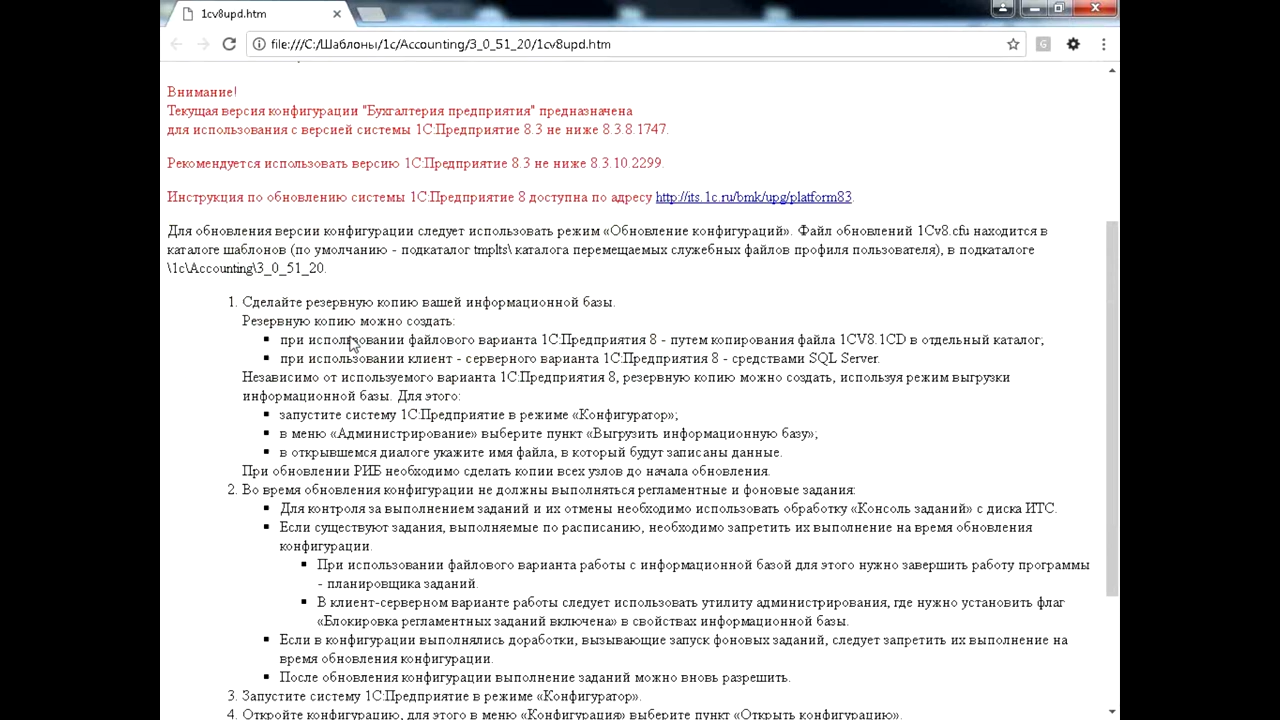 1cv8upd.htm
file:///C:/Шаблоны/1c/Accounting/3_0_51_20/1cv8upd.htm
Внимание!
Текущая версия конфигурации "Бухгалтерия предприятия" предназначена
для использования с версией системы 1С:Предприятие 8.3 не ниже 8.3.8.1747.
Рекомендуется использовать версию 1С:Предприятие 8.3 не ниже 8.3.10.2299.
Инструкция по обновлению системы 1С:Предприятие 8 доступна по адресу http://its.1c.ru/bmk/upg/platform83.
Для обновления версии конфигурации следует использовать режим «Обновление конфигураций». Файл обновлений 1Cv8.cfu находится в
каталоге шаблонов (по умолчанию - подкаталог tmplts\ каталога перемещаемых служебных файлов профиля пользователя), в подкаталоге
\1c\Accounting\3_0_51_20.
1. Сделайте резервную копию вашей информационной базы.
Резервную копию можно создать:
▪ при использовании файлового варианта 1С:Предприятия 8 - путем копирования файла 1CV8.1CD в отдельный каталог;
▪ при использовании клиент - серверного варианта 1С:Предприятия 8 - средствами SQL Server.
Независимо от используемого варианта 1С:Предприятия 8, резервную копию можно создать, используя режим выгрузки
информационной базы. Для этого:
▪ запустите систему 1С:Предприятие в режиме «Конфигуратор»;
▪ в меню «Администрирование» выберите пункт «Выгрузить информационную базу»;
▪ в открывшемся диалоге укажите имя файла, в который будут записаны данные.
При обновлении РИБ необходимо сделать копии всех узлов до начала обновления.
2. Во время обновления конфигурации не должны выполняться регламентные и фоновые задания:
▪ Для контроля за выполнением заданий и их отмены необходимо использовать обработку «Консоль заданий» с диска ИТС.
▪ Если существуют задания, выполняемые по расписанию, необходимо запретить их выполнение на время обновления
конфигурации.
▪ При использовании файлового варианта работы с информационной базой для этого нужно завершить работу программы
- планировщика заданий.
▪ В клиент-серверном варианте работы следует использовать утилиту администрирования, где нужно установить флаг
«Блокировка регламентных заданий включена» в свойствах информационной базы.
▪ Если в конфигурации выполнялись доработки, вызывающие запуск фоновых заданий, следует запретить их выполнение на
время обновления конфигурации.
▪ После обновления конфигурации выполнение заданий можно вновь разрешить.
3. Запустите систему 1С:Предприятие в режиме «Конфигуратор».
4. Откройте конфигурацию, для этого в меню «Конфигурация» выберите пункт «Открыть конфигурацию».